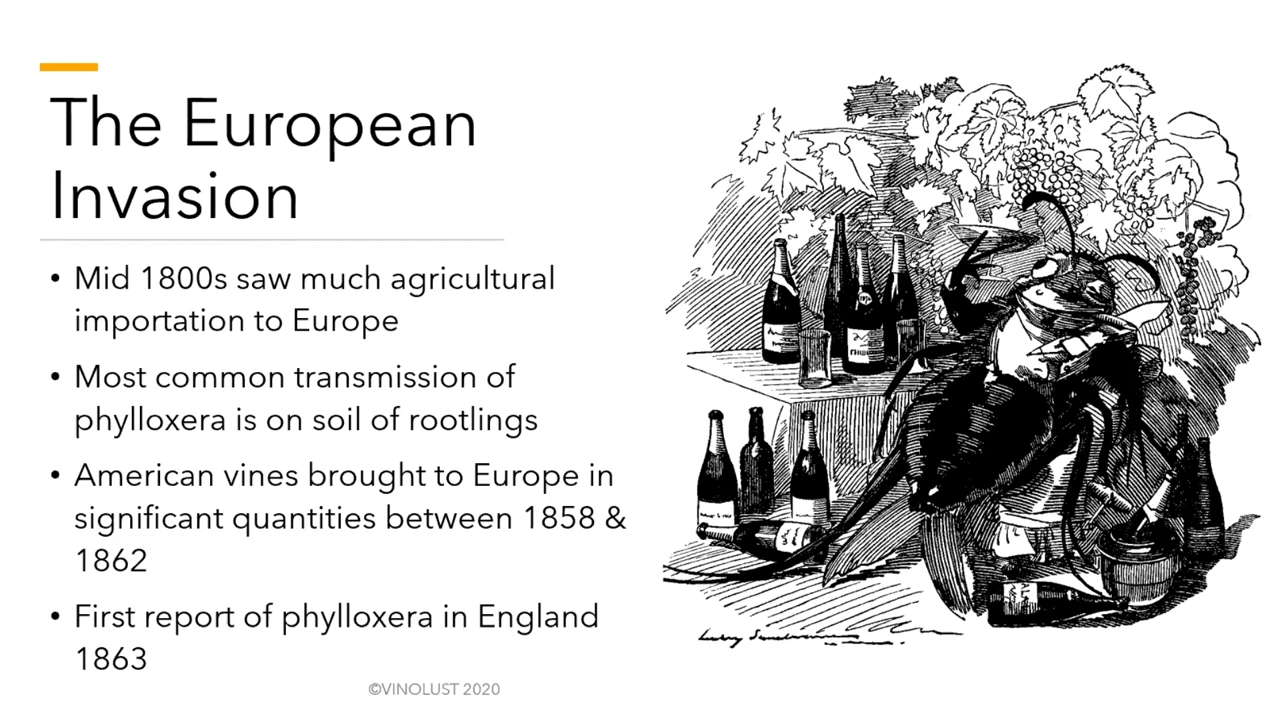 The European
Invasion
• Mid 1800s saw much agricultural
importation to Europe
• Most common transmission of
phylloxera is on soil of rootlings
• American vines brought to Europe in
significant quantities between 1858 &
1862
• First report of phylloxera in England
1863
©VINOLUST 2020